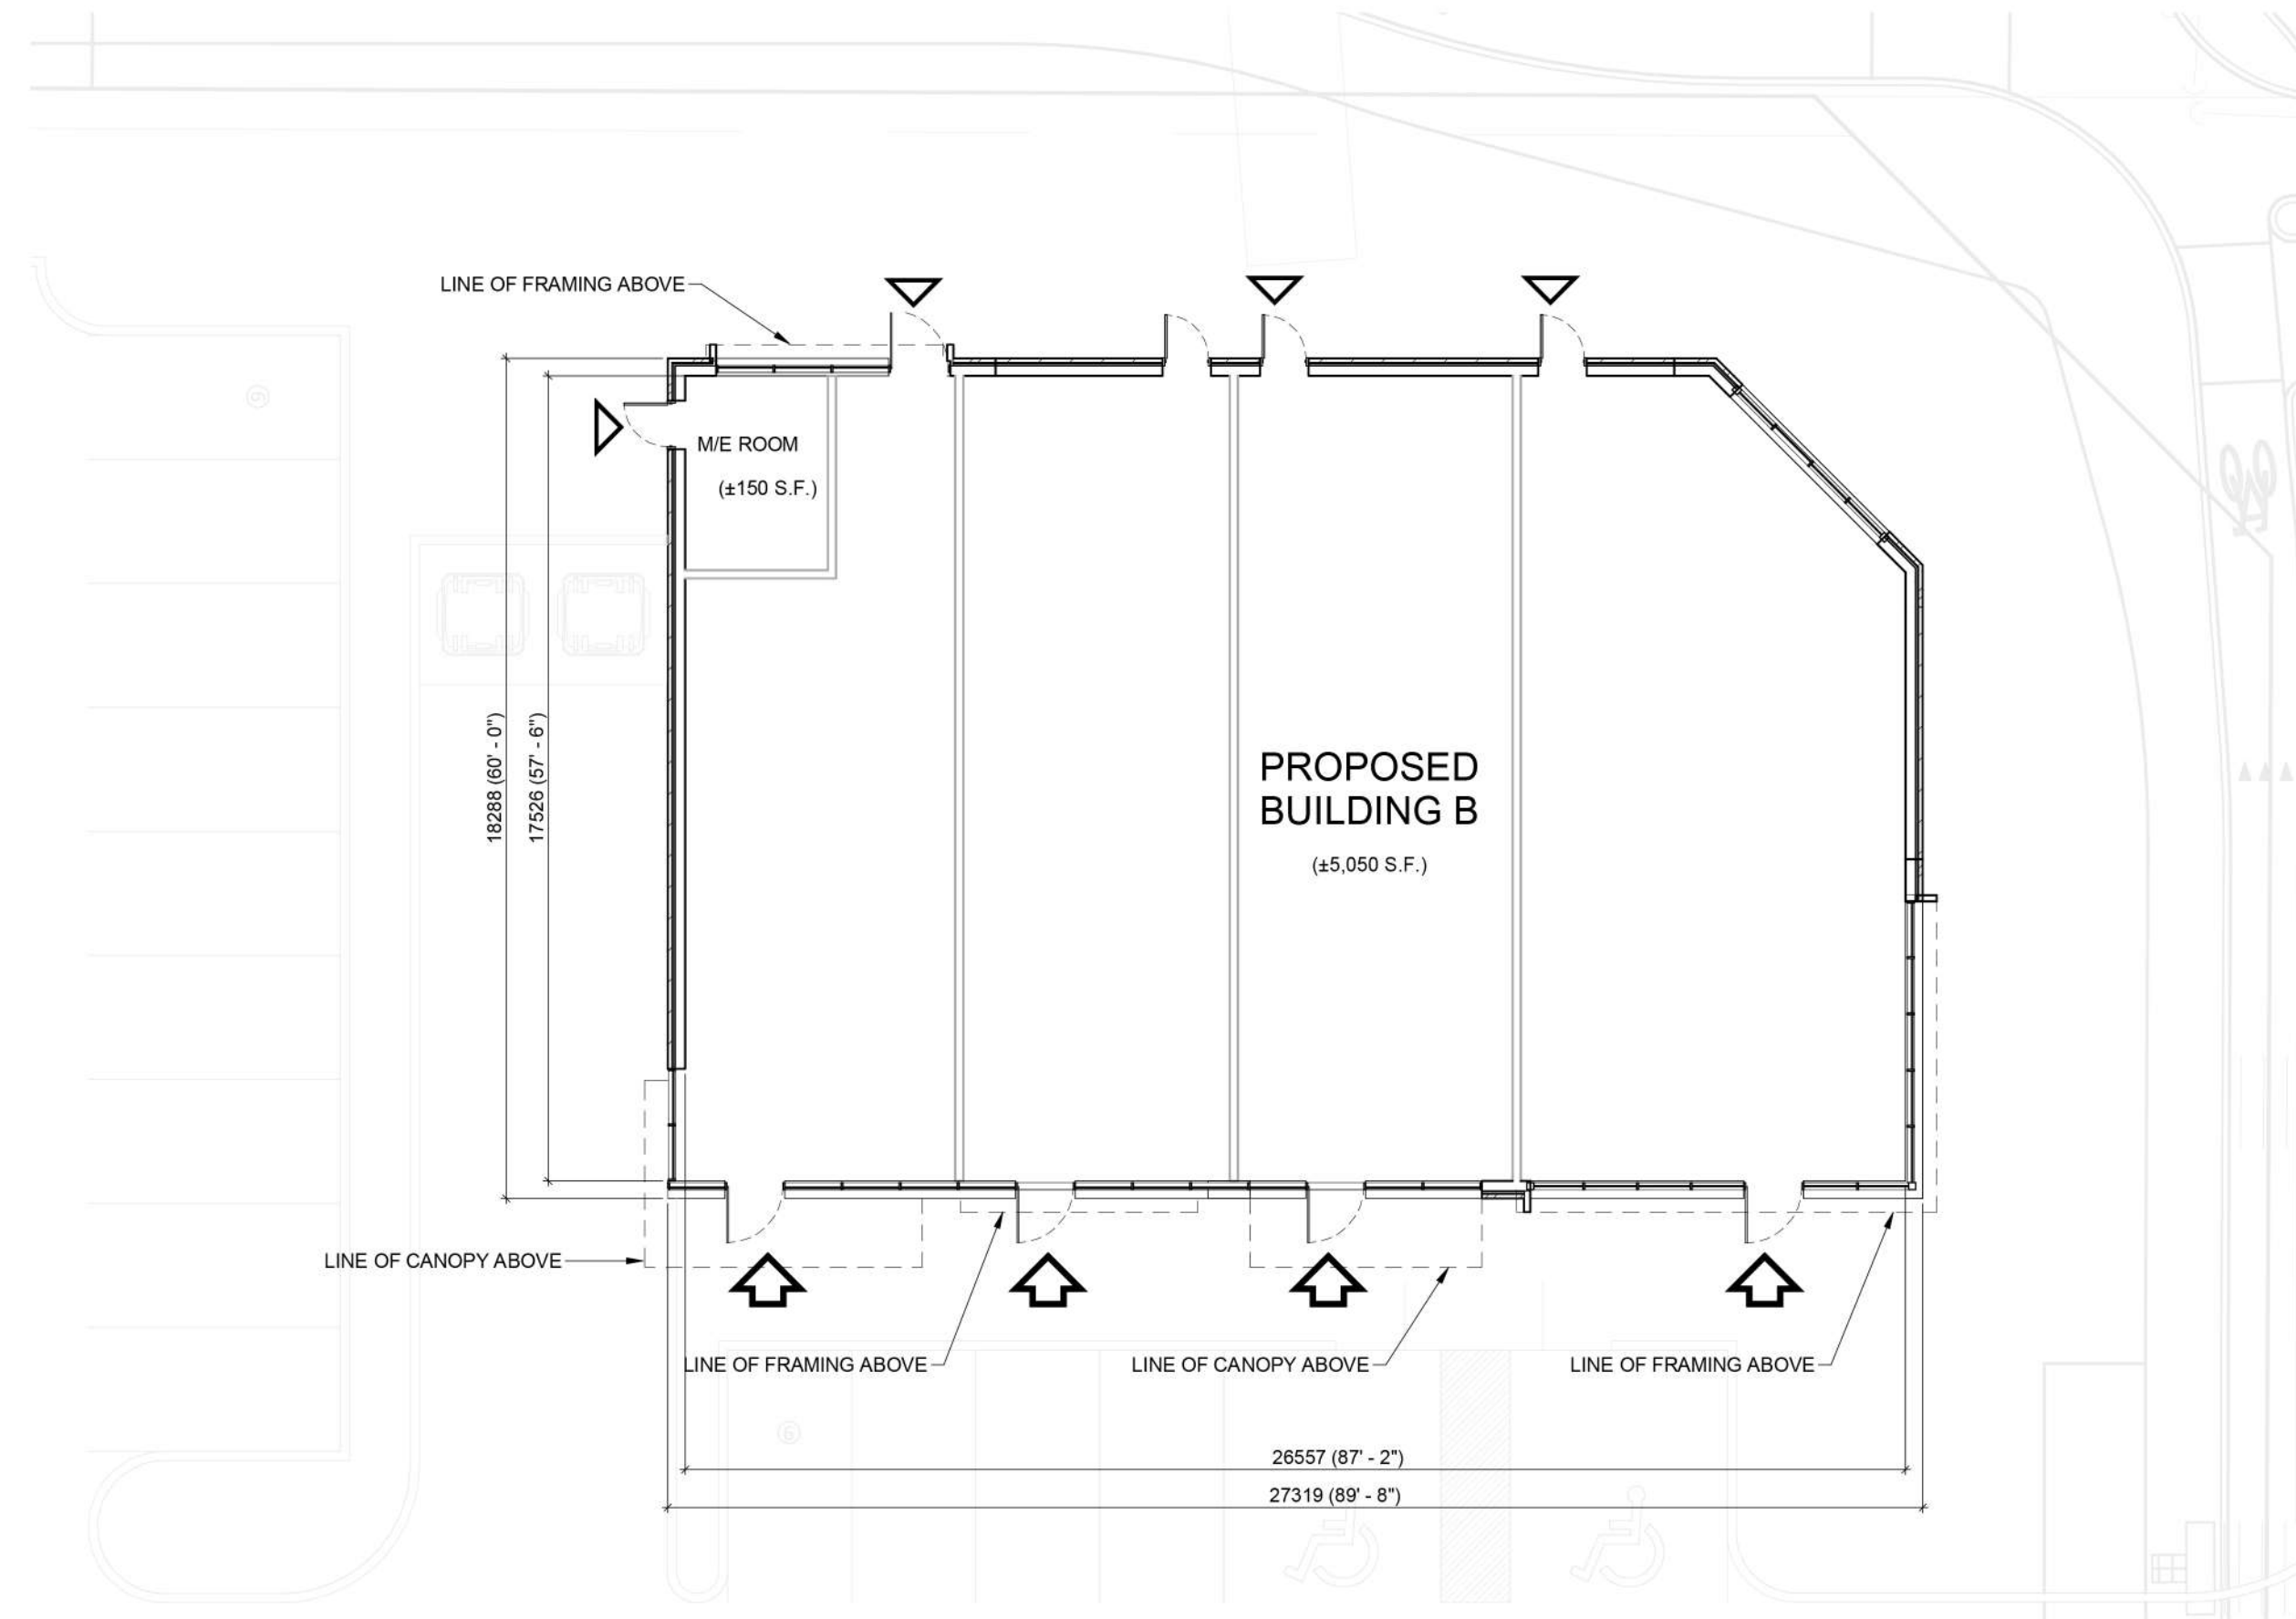 LINE OF FRAMING ABOVE
M/E ROOM
(±150 S.F.)
18288 (60' - 0")
17526 (57' - 6")
PROPOSED
BUILDING B
(±5,050 S.F.)
LINE OF CANOPY ABOVE
LINE OF FRAMING ABOVE
LINE OF CANOPY ABOVE
LINE OF FRAMING ABOVE
26557 (87' - 2")
27319 (89' - 8")